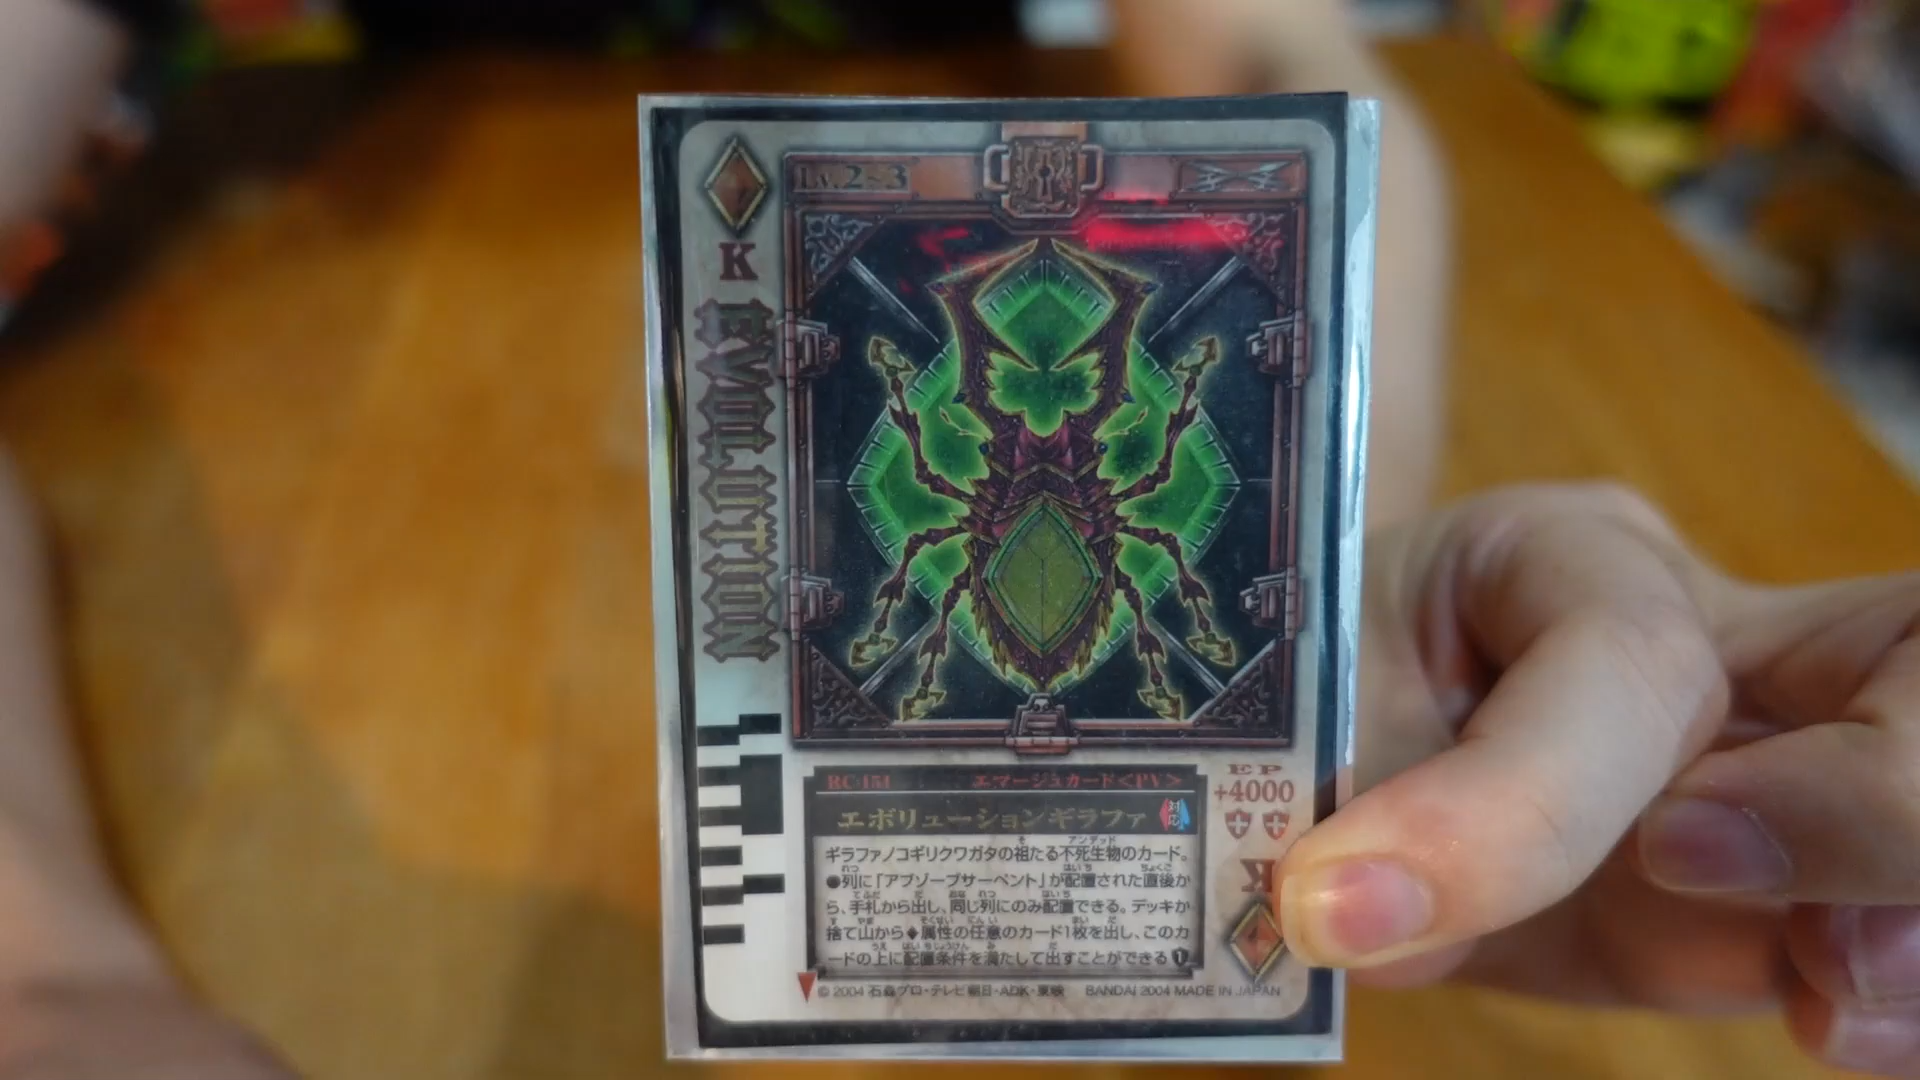 Lv.2~3
K
EVOLUTION
RC-151
エマージュカード<PV>
エボリューションギラファ
対応
EP
+4000
ギラファノコギリクワガタの祖たる不死生物のカード。
●列に「アブゾーブサーペント」が配置された直後か
ら、手札から出し、同じ列にのみ配置できる。デッキか
捨て山から♦属性の任意のカード1枚を出し、このカ
ードの上に配置条件を満たして出すことができる
K
© 2004 石森プロ・テレビ朝日・ADK・東映 BANDAI 2004 MADE IN JAPAN